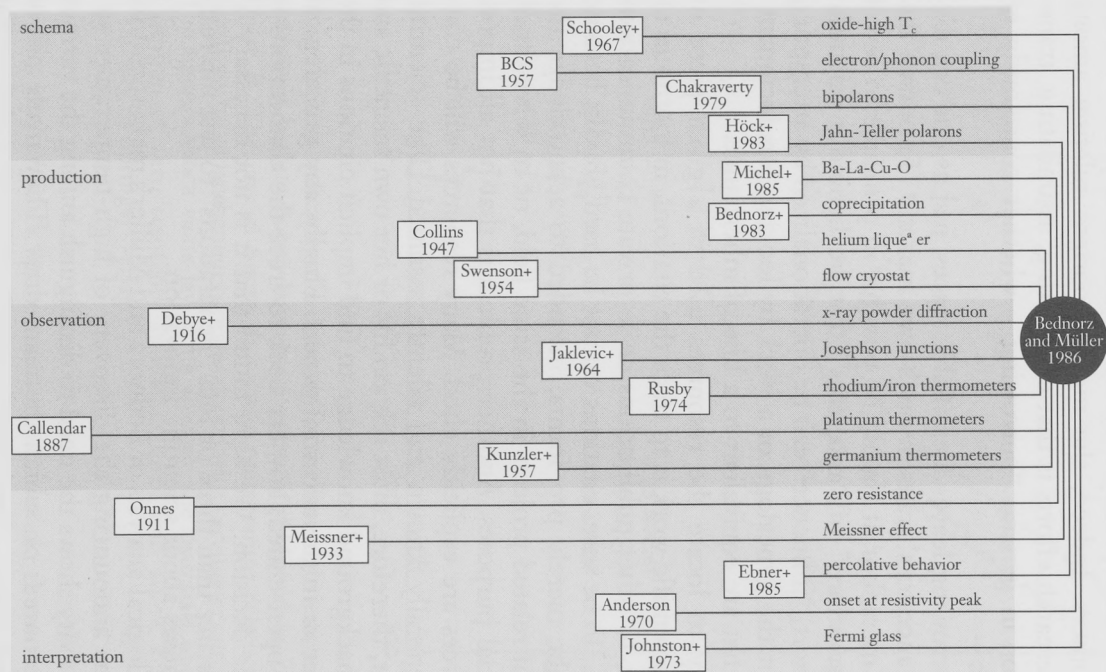 schema
Schooley+
1967
oxide-high Tc
BCS
1957
electron/phonon coupling
Chakraverty
1979
bipolarons
Höck+
1983
Jahn-Teller polarons
production
Michel+
1985
Ba-La-Cu-O
Bednorz+
1983
coprecipitation
Collins
1947
helium liqueª er
Swenson+
1954
flow cryostat
observation
Debye+
1916
x-ray powder diffraction
Bednorz
and Müller
1986
Jaklevic+
1964
Josephson junctions
Rusby
1974
rhodium/iron thermometers
Callendar
1887
platinum thermometers
Kunzler+
1957
germanium thermometers
Onnes
1911
zero resistance
Meissner+
1933
Meissner effect
Ebner+
1985
percolative behavior
Anderson
1970
onset at resistivity peak
Johnston+
1973
Fermi glass
interpretation